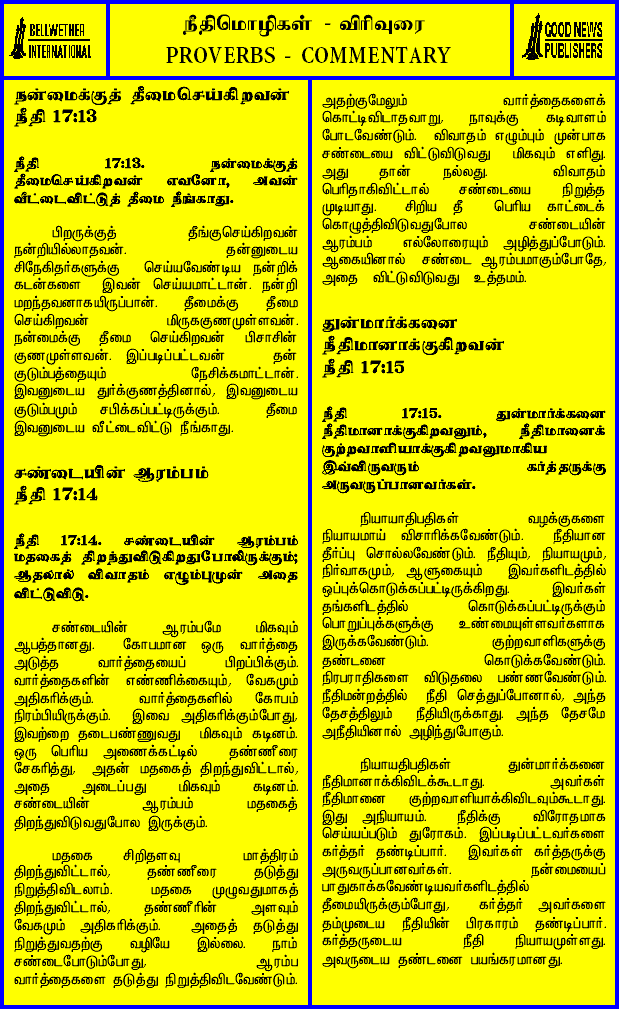 BELLWETHER
INTERNATIONAL
நீதிமொழிகள் - விரிவுரை
PROVERBS - COMMENTARY
GOOD NEWS
PUBLISHERS
நன்மைக்குத் தீமைசெய்கிறவன்
நீதி 17:13
நீதி 17:13. நன்மைக்குத்
தீமைசெய்கிறவன் எவனோ, அவன்
வீட்டைவிட்டுத் தீமை நீங்காது.
பிறருக்குத் தீங்குசெய்கிறவன்
நன்றியில்லாதவன். தன்னுடைய
சிநேகிதர்களுக்கு செய்யவேண்டிய நன்றிக்
கடன்களை இவன் செய்யமாட்டான். நன்றி
மறந்தவனாகயிருப்பான். தீமைக்கு தீமை
செய்கிறவன் மிருககுணமுள்ளவன்.
நன்மைக்கு தீமை செய்கிறவன் பிசாசின்
குணமுள்ளவன். இப்படிப்பட்டவன் தன்
குடும்பத்தையும் நேசிக்கமாட்டான்.
இவனுடைய துர்க்குணத்தினால், இவனுடைய
குடும்பமும் சபிக்கப்பட்டிருக்கும். தீமை
இவனுடைய வீட்டைவிட்டு நீங்காது.
சண்டையின் ஆரம்பம்
நீதி 17:14
நீதி 17:14. சண்டையின் ஆரம்பம்
மதகைத் திறந்துவிடுகிறதுபோலிருக்கும்;
ஆதலால் விவாதம் எழும்புமுன் அதை
விட்டுவிடு.
சண்டையின் ஆரம்பமே மிகவும்
ஆபத்தானது. கோபமான ஒரு வார்த்தை
அடுத்த வார்த்தையைப் பிறப்பிக்கும்.
வார்த்தைகளின் எண்ணிக்கையும், வேகமும்
அதிகரிக்கும். வார்த்தைகளில் கோபம்
நிரம்பியிருக்கும். இவை அதிகரிக்கும்போது,
இவற்றை தடைபண்ணுவது மிகவும் கடினம்.
ஒரு பெரிய அணைக்கட்டில் தண்ணீரை
சேகரித்து, அதன் மதகைத் திறந்துவிட்டால்,
அதை அடைப்பது மிகவும் கடினம்.
சண்டையின் ஆரம்பம் மதகைத்
திறந்துவிடுவதுபோல இருக்கும்.
மதகை சிறிதளவு மாத்திரம்
திறந்துவிட்டால், தண்ணீரை தடுத்து
நிறுத்திவிடலாம். மதகை முழுவதுமாகத்
திறந்துவிட்டால், தண்ணீரின் அளவும்
வேகமும் அதிகரிக்கும். அதைத் தடுத்து
நிறுத்துவதற்கு வழியே இல்லை. நாம்
சண்டைபோடும்போது, ஆரம்ப
வார்த்தைகளை தடுத்து நிறுத்திவிடவேண்டும்.
அதற்குமேலும் வார்த்தைகளைக்
கொட்டிவிடாதவாறு, நாவுக்கு கடிவாளம்
போடவேண்டும். விவாதம் எழும்பும் முன்பாக
சண்டையை விட்டுவிடுவது மிகவும் எளிது.
அது தான் நல்லது. விவாதம்
பெரிதாகிவிட்டால் சண்டையை நிறுத்த
முடியாது. சிறிய தீ பெரிய காட்டைக்
கொழுத்திவிடுவதுபோல சண்டையின்
ஆரம்பம் எல்லோரையும் அழித்துப்போடும்.
ஆகையினால் சண்டை ஆரம்பமாகும்போதே,
அதை விட்டுவிடுவது உத்தமம்.
துன்மார்க்கனை
நீதிமானாக்குகிறவன்
நீதி 17:15
நீதி 17:15. துன்மார்க்கனை
நீதிமானாக்குகிறவனும், நீதிமானைக்
குற்றவாளியாக்குகிறவனுமாகிய
இவ்விருவரும் கர்த்தருக்கு
அருவருப்பானவர்கள்.
நியாயாதிபதிகள் வழக்குகளை
நியாயமாய் விசாரிக்கவேண்டும். நீதியான
தீர்ப்பு சொல்லவேண்டும். நீதியும், நியாயமும்,
நிர்வாகமும், ஆளுகையும் இவர்களிடத்தில்
ஒப்புக்கொடுக்கப்பட்டிருக்கிறது. இவர்கள்
தங்களிடத்தில் கொடுக்கப்பட்டிருக்கும்
பொறுப்புக்களுக்கு உண்மையுள்ளவர்களாக
இருக்கவேண்டும். குற்றவாளிகளுக்கு
தண்டனை கொடுக்கவேண்டும்.
நிரபராதிகளை விடுதலை பண்ணவேண்டும்.
நீதிமன்றத்தில் நீதி செத்துப்போனால், அந்த
தேசத்திலும் நீதியிருக்காது. அந்த தேசமே
அநீதியினால் அழிந்துபோகும்.
நியாயதிபதிகள் துன்மார்க்கனை
நீதிமானாக்கிவிடக்கூடாது. அவர்கள்
நீதிமானை குற்றவாளியாக்கிவிடவும்கூடாது.
இது அநியாயம். நீதிக்கு விரோதமாக
செய்யப்படும் துரோகம். இப்படிப்பட்டவர்களை
கர்த்தர் தண்டிப்பார். இவர்கள் கர்த்தருக்கு
அருவருப்பானவர்கள். நன்மையைப்
பாதுகாக்கவேண்டியவர்களிடத்தில்
தீமையிருக்கும்போது, கர்த்தர் அவர்களை
தம்முடைய நீதியின் பிரகாரம் தண்டிப்பார்.
கர்த்தருடைய நீதி நியாயமுள்ளது.
அவருடைய தண்டனை பயங்கரமானது.